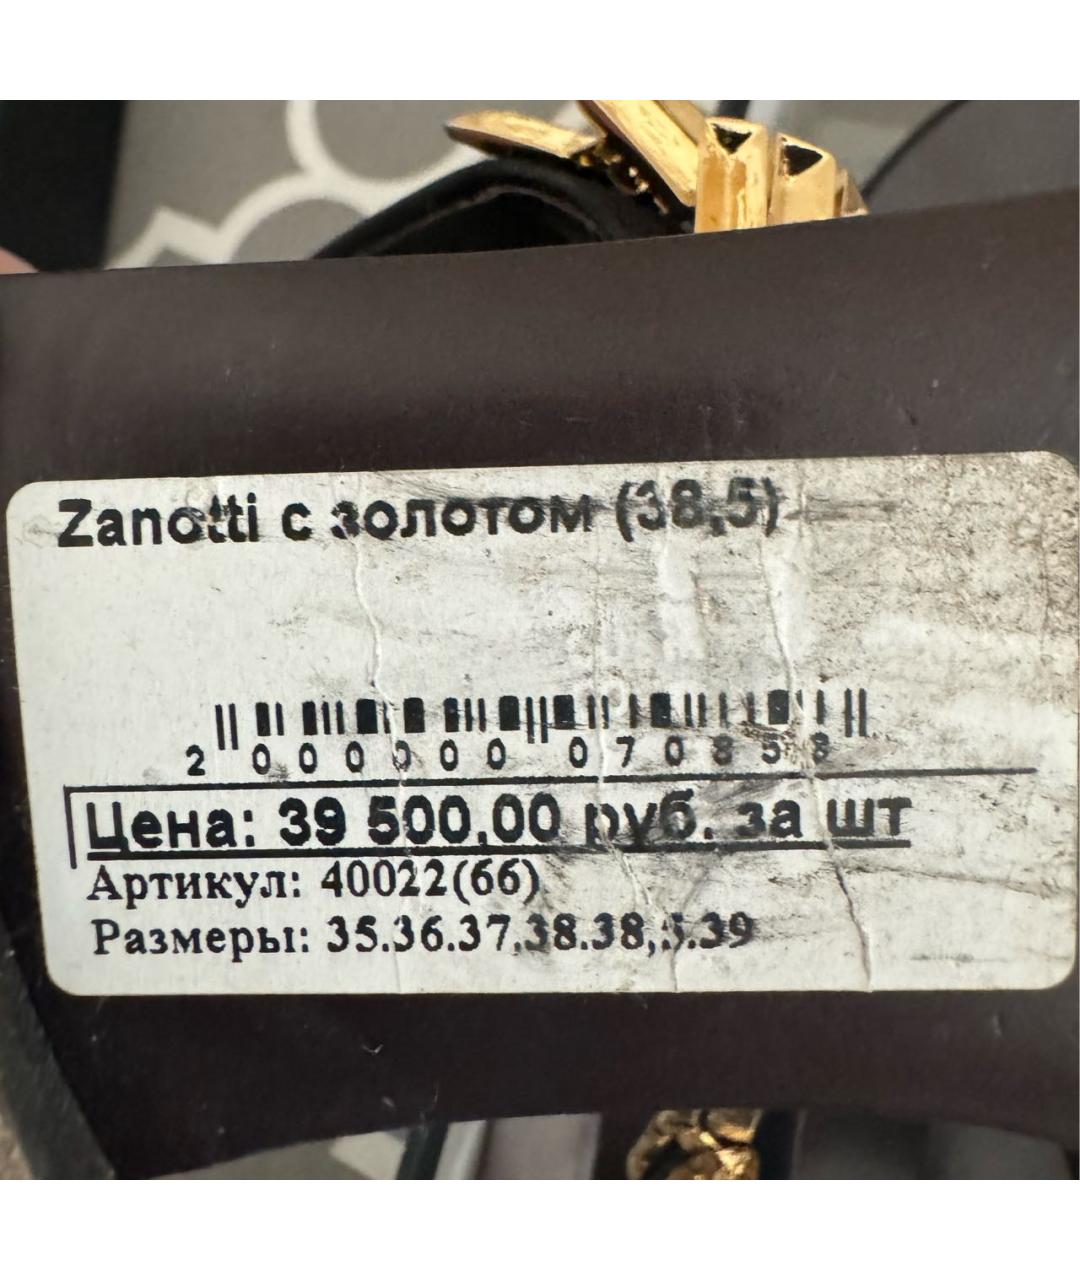 Zanotti с золотом (38,5)
2 000000 070858
Цена: 39 500,00 руб. за шт
Артикул: 40022(66)
Размеры: 35.36.37.38.38,5.39